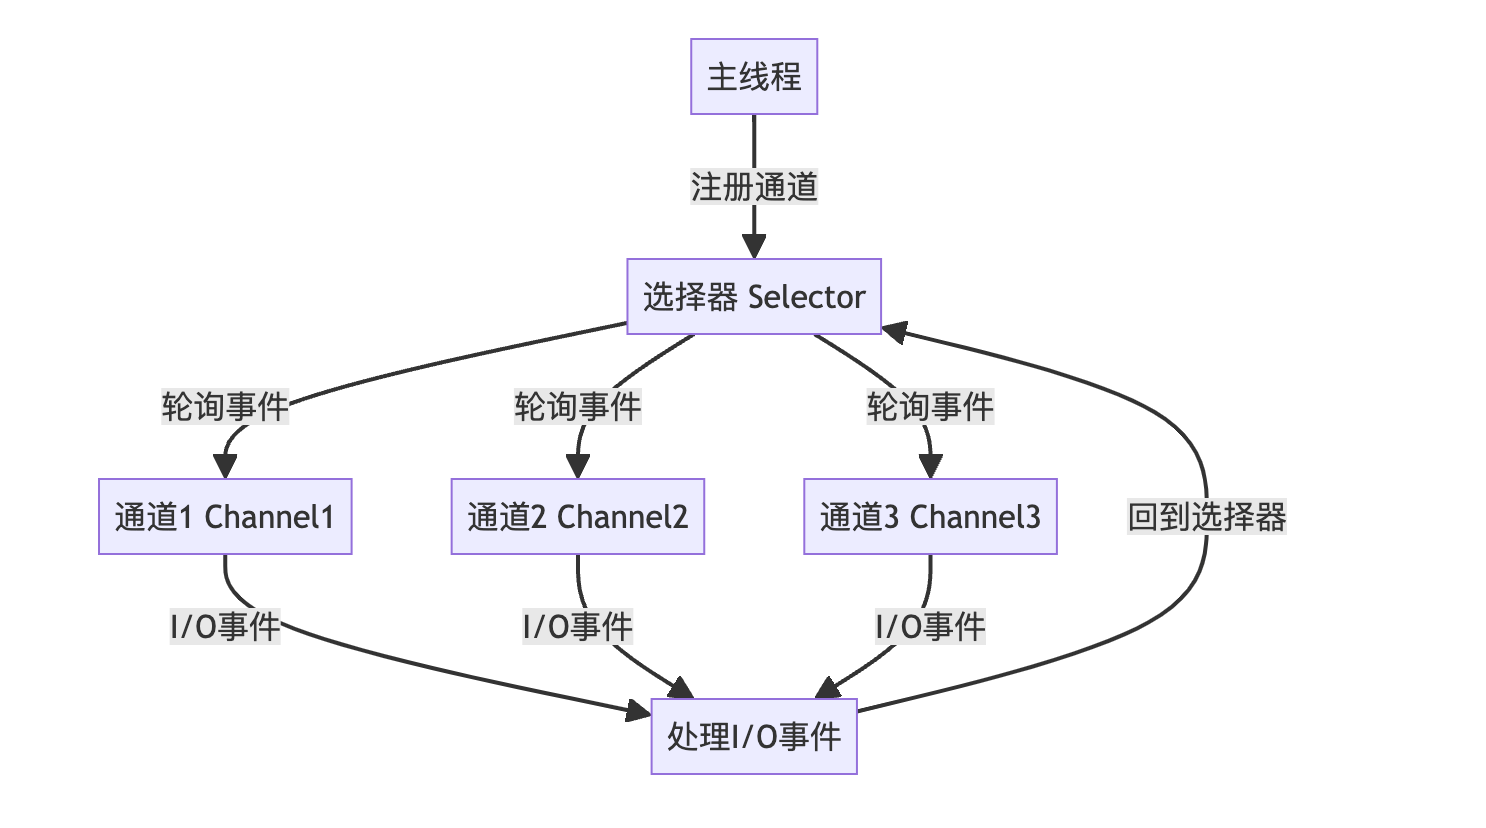 主线程
注册通道
选择器 Selector
轮询事件
轮询事件
轮询事件
通道1 Channel1
通道2 Channel2
通道3 Channel3
回到选择器
I/O事件
I/O事件
I/O事件
处理I/O事件